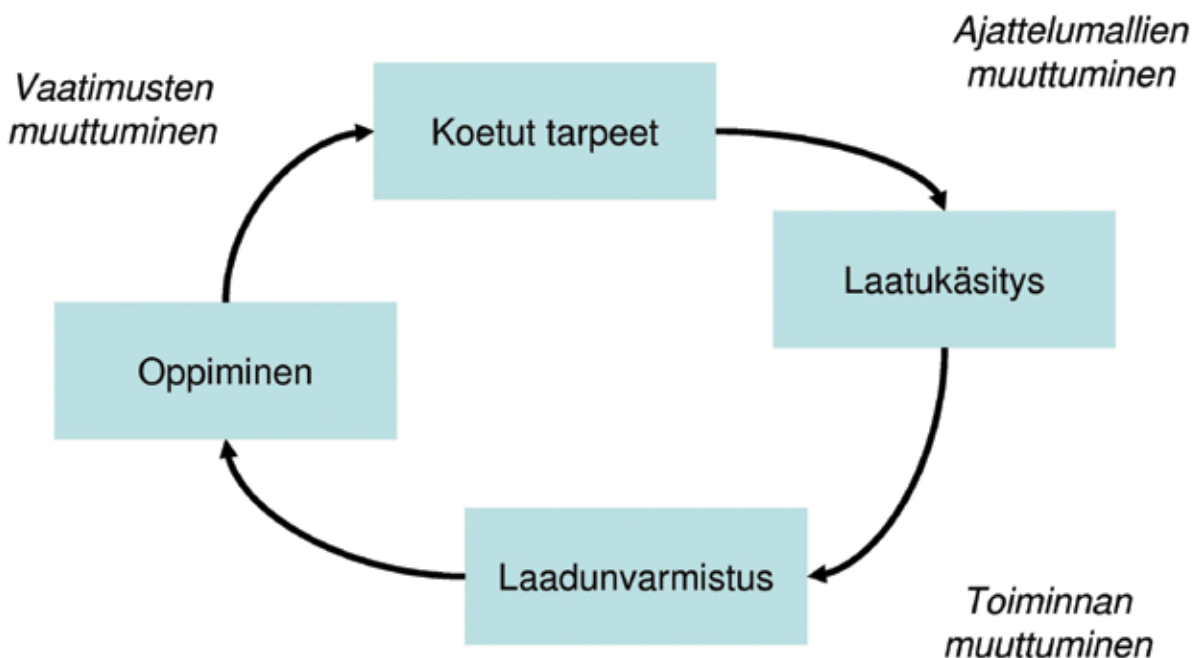 Ajattelumallien
muuttuminen
Vaatimusten
muuttuminen
Koetut tarpeet
Laatukäsitys
Oppiminen
Laadunvarmistus
Toiminnan
muuttuminen